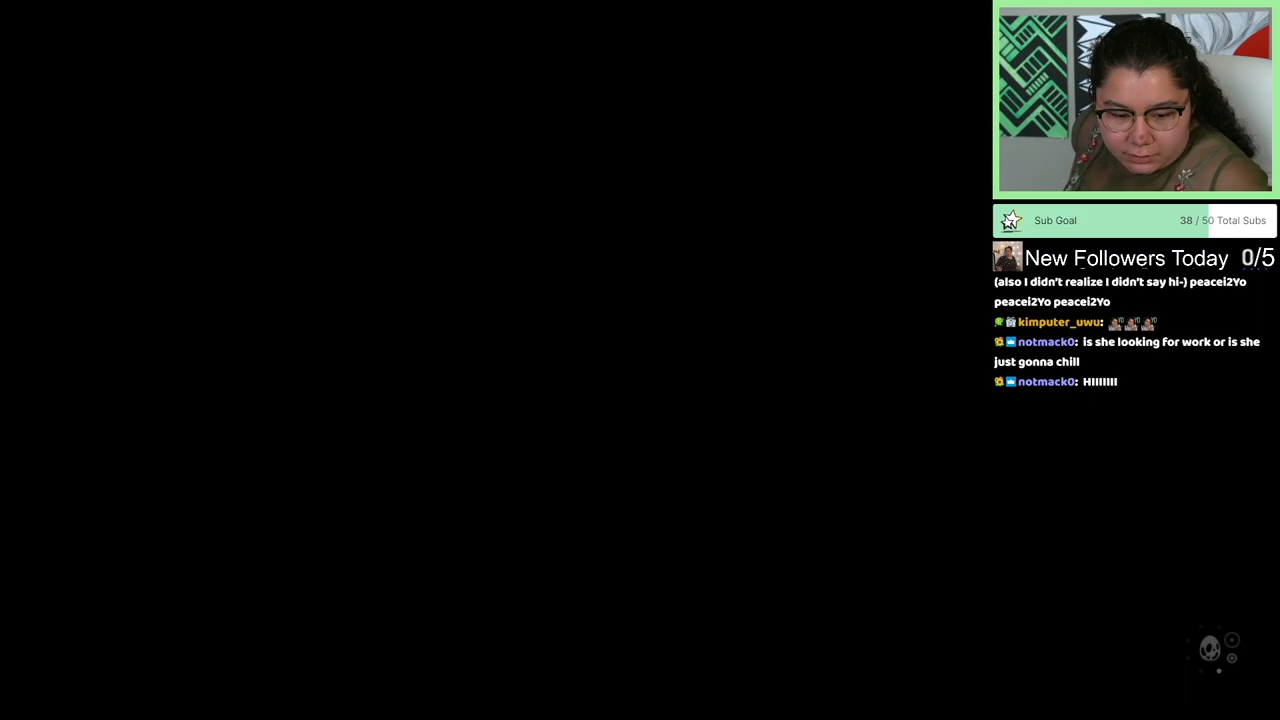 Sub Goal 38 / 50 Total Subs
New Followers Today 0/5
(also I didn't realize I didn't say hi-) peacei2Yo
peacei2Yo peacei2Yo
kimputer_uwu:
notmack0: is she looking for work or is she
just gonna chill
notmack0: HIIIIIII